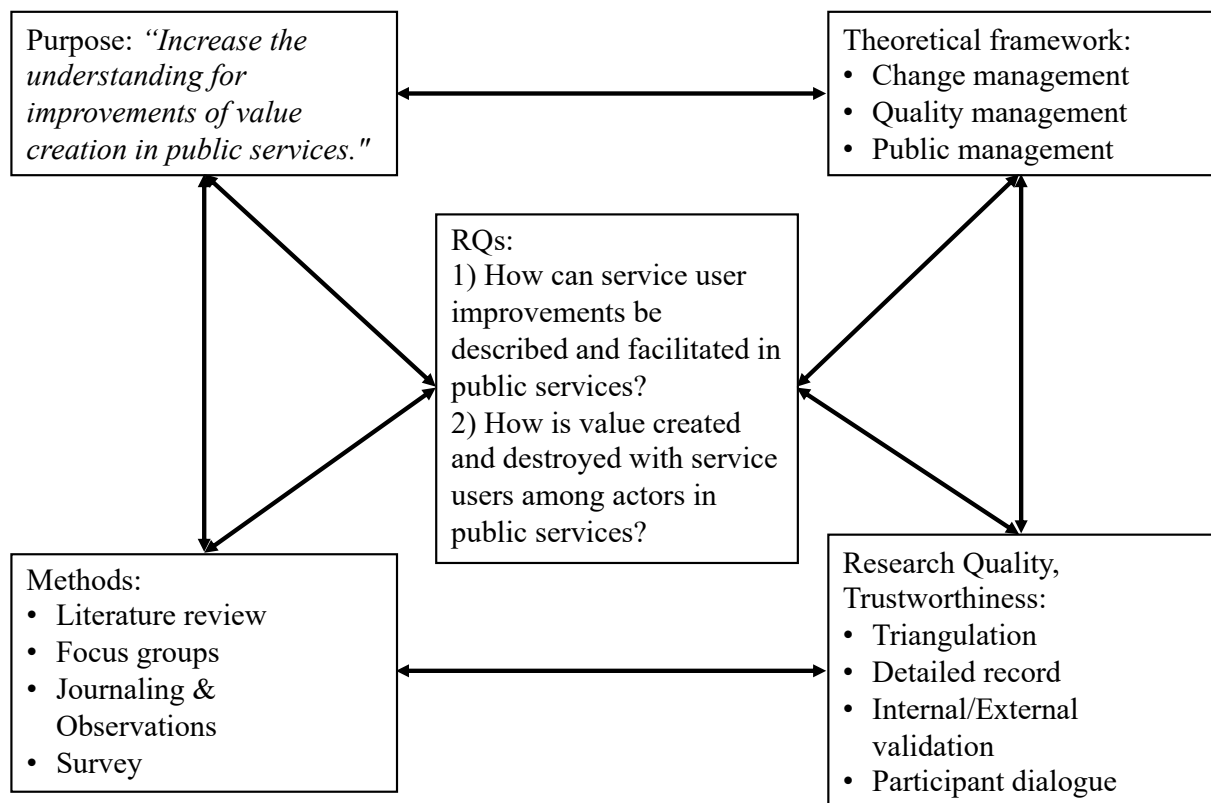 Purpose: “Increase the
understanding for
improvements of value
creation in public services."
Theoretical framework:
• Change management
• Quality management
• Public management
RQs:
1) How can service user
improvements be
described and facilitated in
public services?
2) How is value created
and destroyed with service
users among actors in
public services?
Methods:
• Literature review
• Focus groups
• Journaling &
Observations
• Survey
Research Quality,
Trustworthiness:
• Triangulation
• Detailed record
• Internal/External
validation
• Participant dialogue